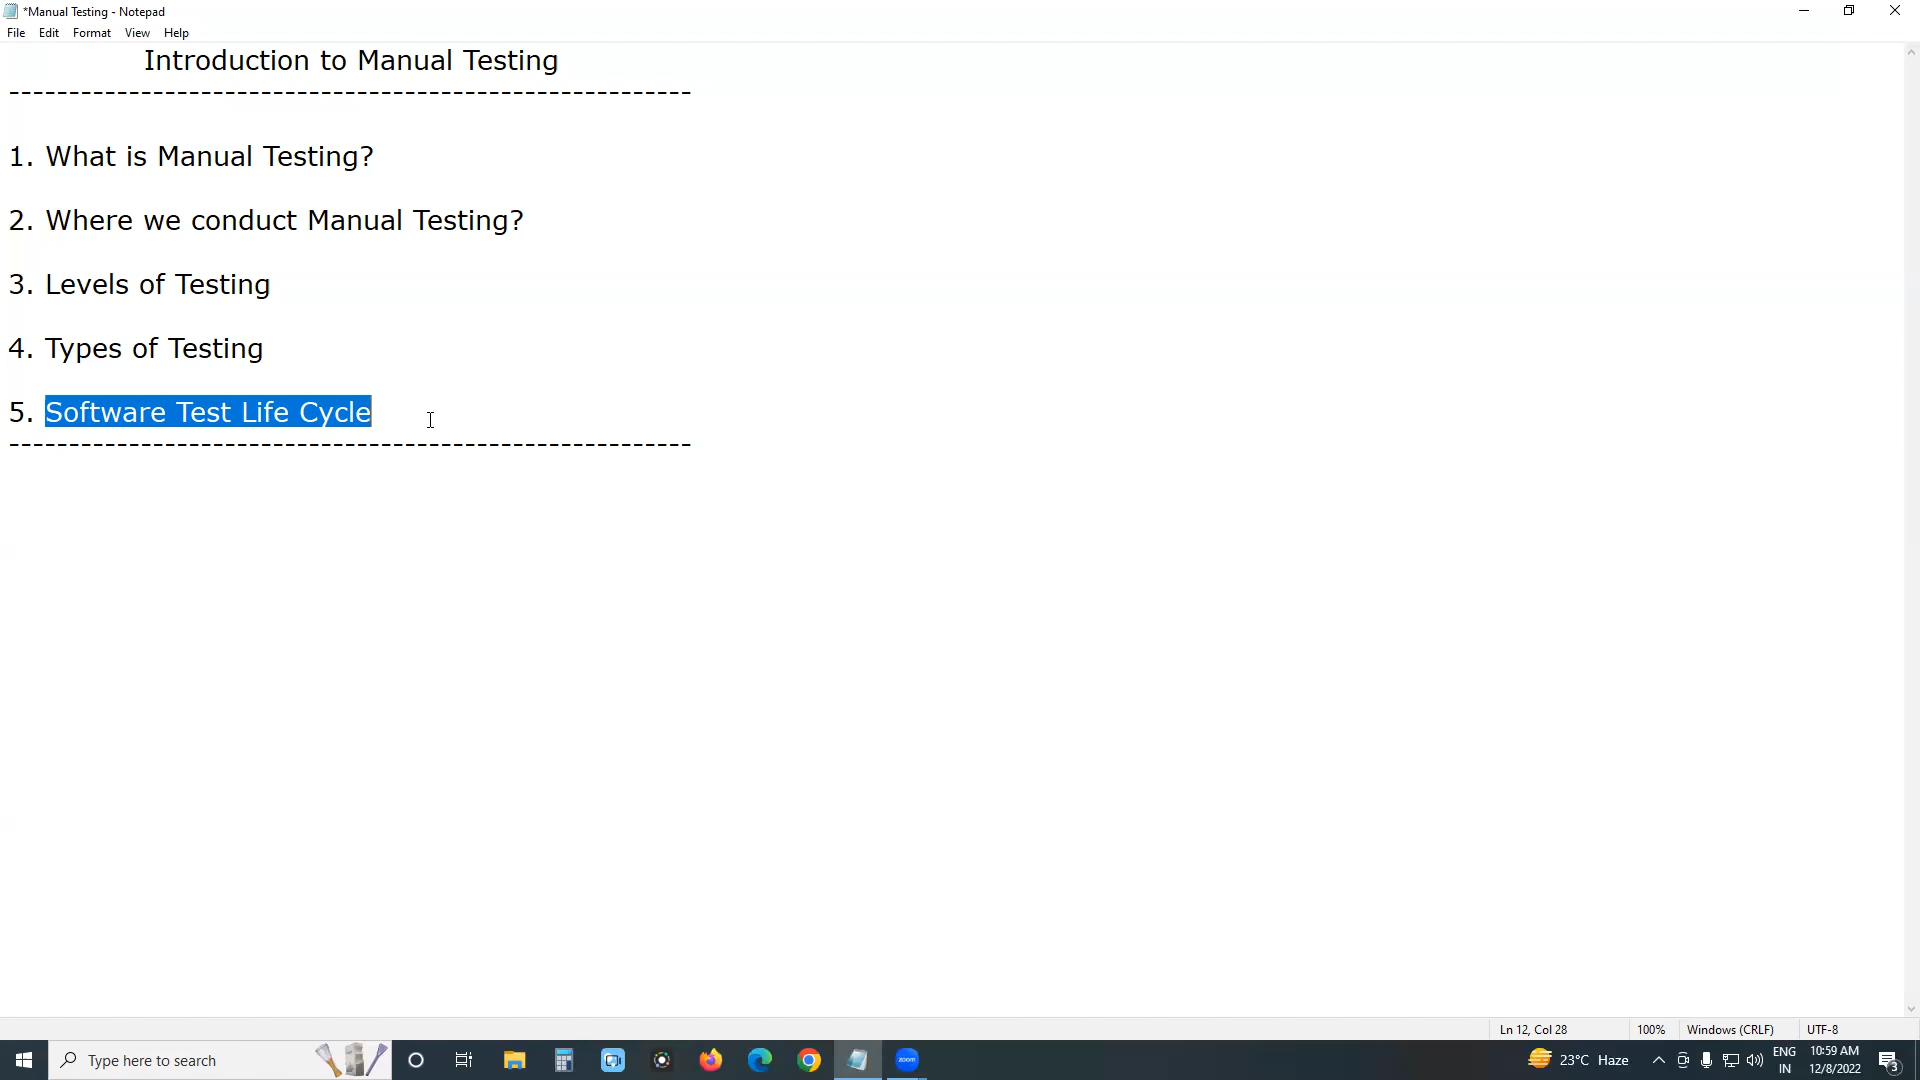 *Manual Testing - Notepad
File Edit Format View Help
Introduction to Manual Testing
---------------------------------------------------------
1. What is Manual Testing?
2. Where we conduct Manual Testing?
3. Levels of Testing
4. Types of Testing
5. Software Test Life Cycle
---------------------------------------------------------
Ln 12, Col 28 100% Windows (CRLF) UTF-8
Type here to search
zoom
23°C Haze
ENG
IN
10:59 AM
12/8/2022
3